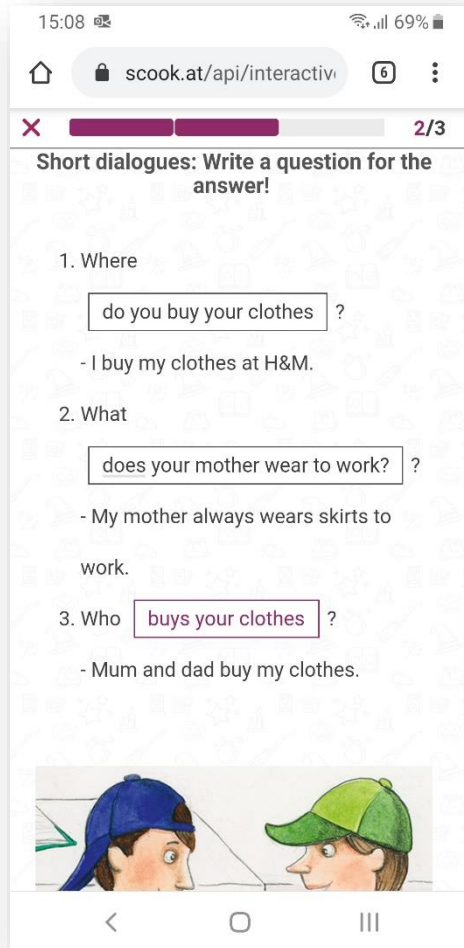 15:08
69%
scook.at/api/interactiv
6
2/3
Short dialogues: Write a question for the
answer!
1. Where
do you buy your clothes ?
- I buy my clothes at H&M.
2. What
does your mother wear to work? ?
- My mother always wears skirts to
work.
3. Who buys your clothes ?
- Mum and dad buy my clothes.